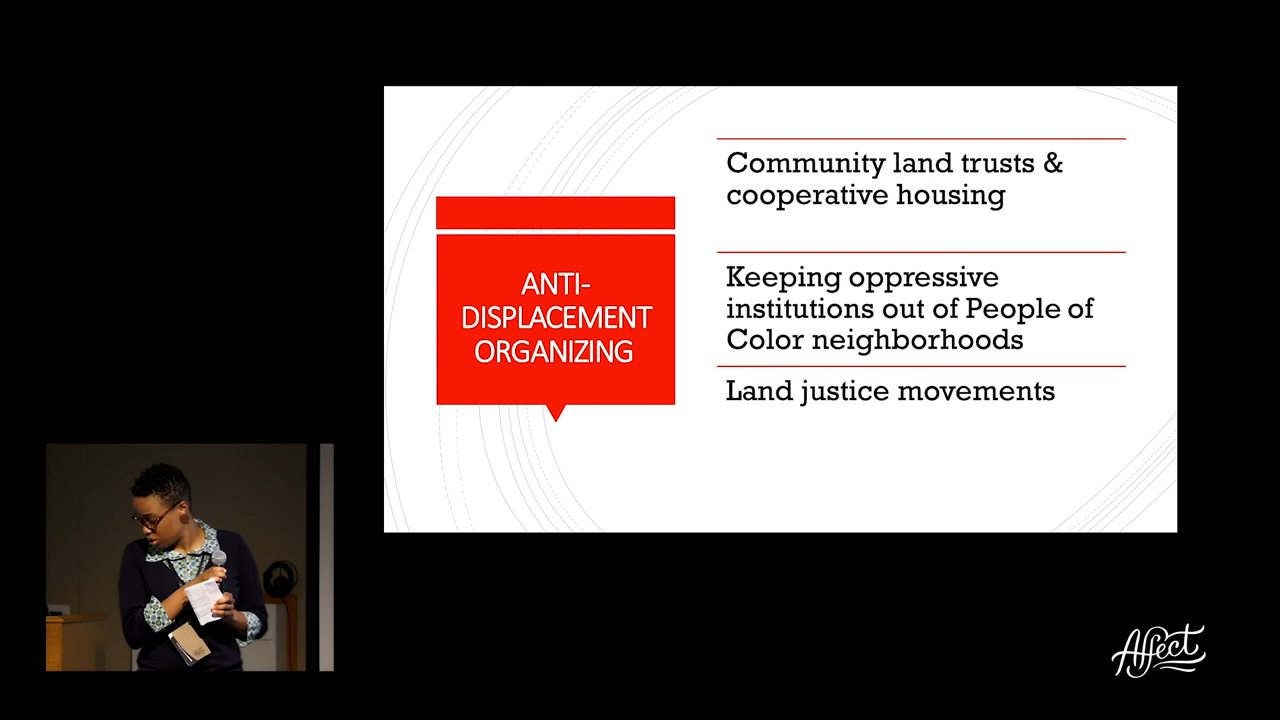 ANTI-
DISPLACEMENT
ORGANIZING
Community land trusts &
cooperative housing
Keeping oppressive
institutions out of People of
Color neighborhoods
Land justice movements
Affect